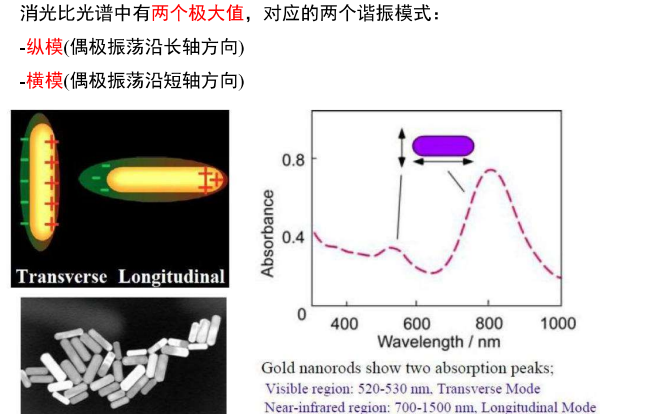 消光比光谱中有两个极大值，对应的两个谐振模式：
-纵模(偶极振荡沿长轴方向)
-横模(偶极振荡沿短轴方向)
Transverse Longitudinal
Absorbance
0.8
0.4
0
400 600 800 1000
Wavelength / nm
Gold nanorods show two absorption peaks;
Visible region: 520-530 nm, Transverse Mode
Near-infrared region: 700-1500 nm, Longitudinal Mode